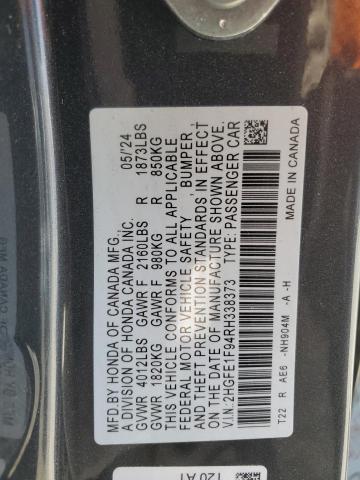 MFD.BY HONDA OF CANADA MFG., 05/'24
A DIVISION OF HONDA CANADA INC.
GVWR 4012LBS GAWR F 2160LBS R 1873LBS
GVWR 1820KG GAWR F 980KG R 850KG
THIS VEHICLE CONFORMS TO ALL APPLICABLE
FEDERAL MOTOR VEHICLE SAFETY , BUMPER ,
AND THEFT PREVENTION STANDARDS IN EFFECT
ON THE DATE OF MANUFACTURE SHOWN ABOVE.
V.I.N:2HGFE1F94RH338373 TYPE:PASSENGER CAR
T22 R AE6 -NH904M -A -H MADE IN CANADA
T20 A1